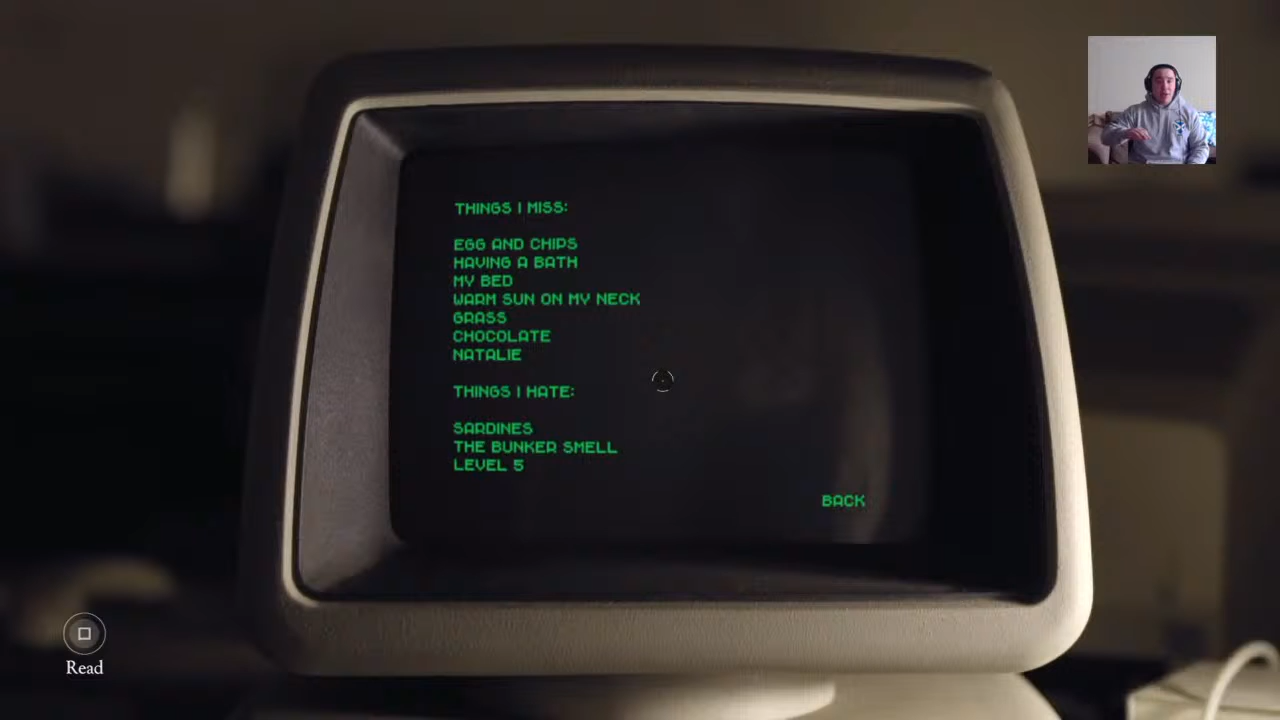 THINGS I MISS:
EGG AND CHIPS
HAVING A BATH
MY BED
WARM SUN ON MY NECK
GRASS
CHOCOLATE
NATALIE
THINGS I HATE:
SARDINES
THE BUNKER SMELL
LEVEL 5
BACK
Read